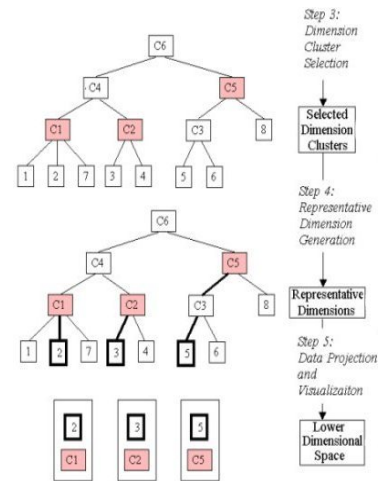 Step 3:
Dimension
Cluster
Selection
C6
C4 C5
C1 C2 C3 8
1 2 7 3 4 5 6
Selected
Dimension
Clusters
Step 4:
Representative
Dimension
Generation
C6
C4 C5
C1 C2 C3 8
1 2 7 3 4 5 6
Representative
Dimensions
Step 5:
Data Projection
and
Visualizaiton
2 3 5
C1 C2 C5
Lower
Dimensional
Space